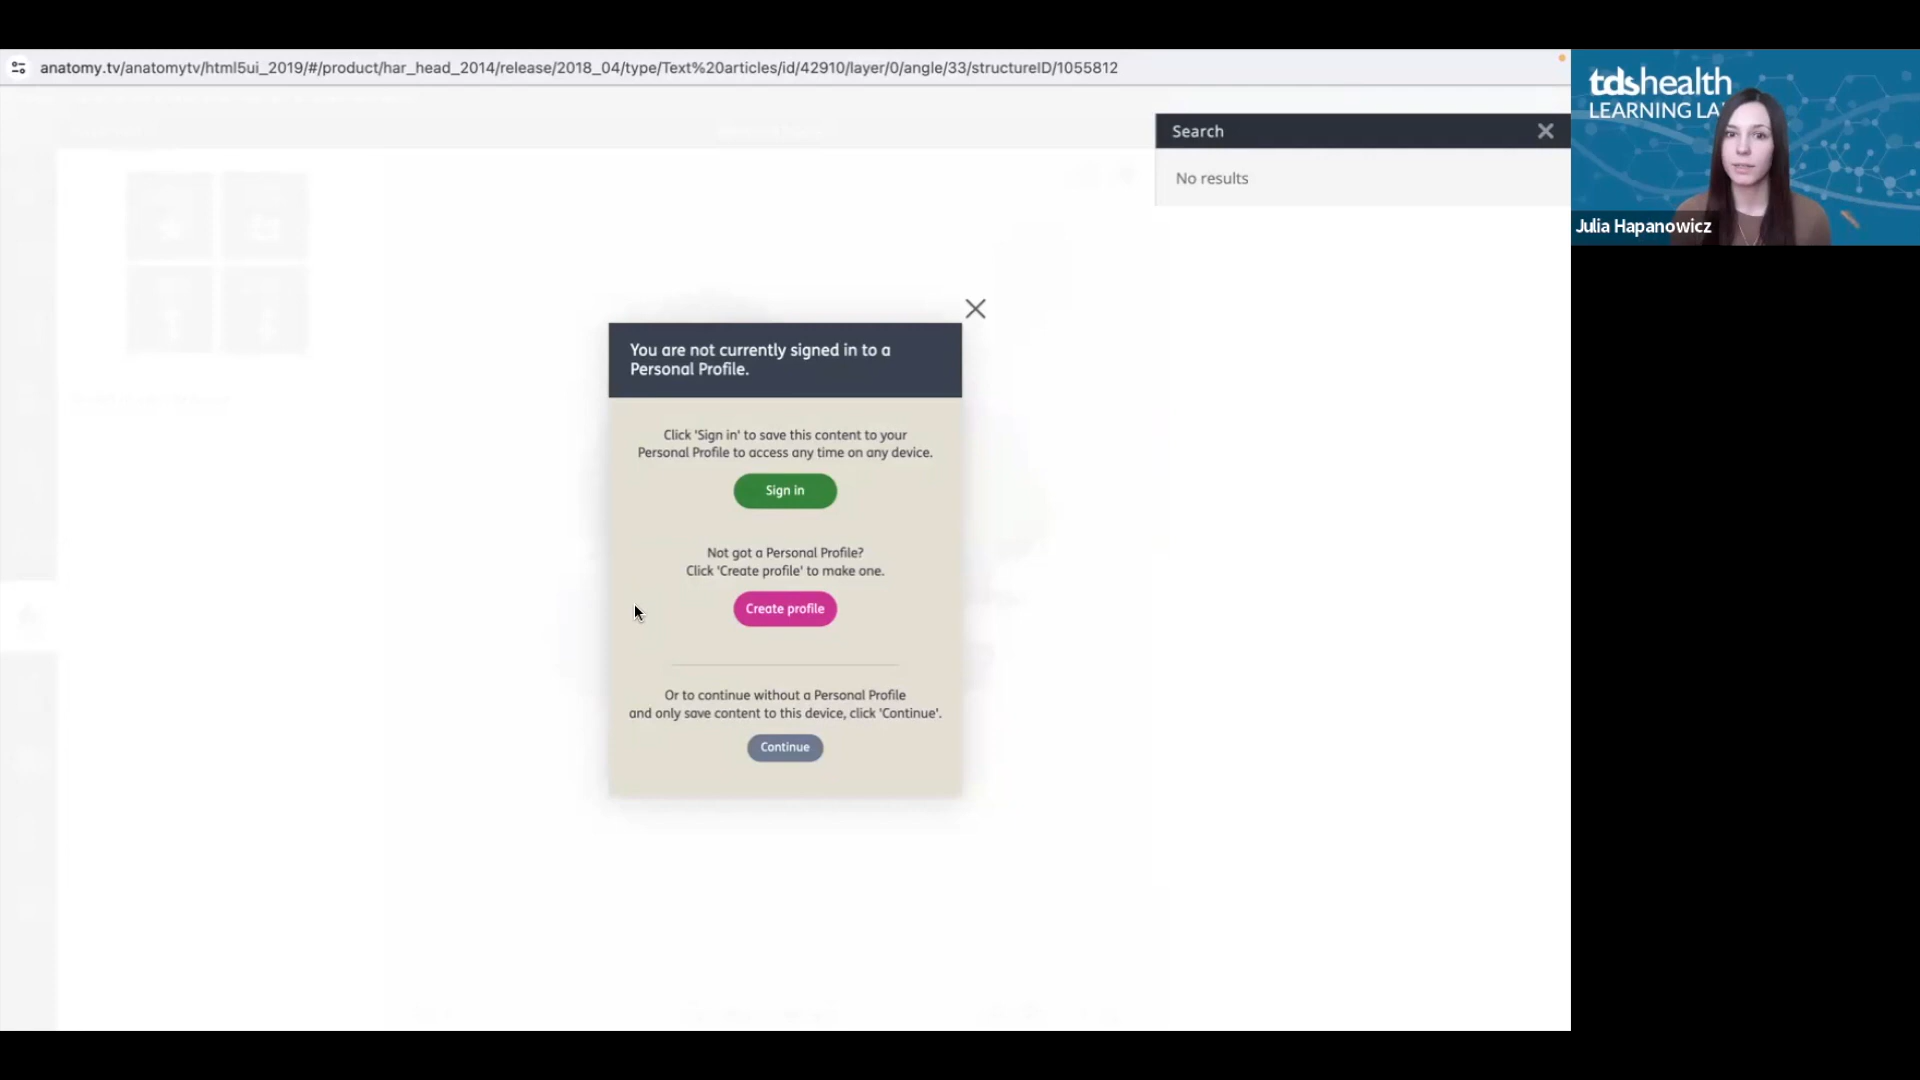 anatomy.tv/anatomytv/html5ui_2019/#/product/har_head_2014/release/2018_04/type/Text%20articles/id/42910/layer/0/angle/33/structureID/1055812
tdshealth
LEARNING LA
Julia Hapanowicz
Search
No results
You are not currently signed in to a
Personal Profile.
Click 'Sign in' to save this content to your
Personal Profile to access any time on any device.
Sign in
Not got a Personal Profile?
Click 'Create profile' to make one.
Create profile
Or to continue without a Personal Profile
and only save content to this device, click 'Continue'.
Continue